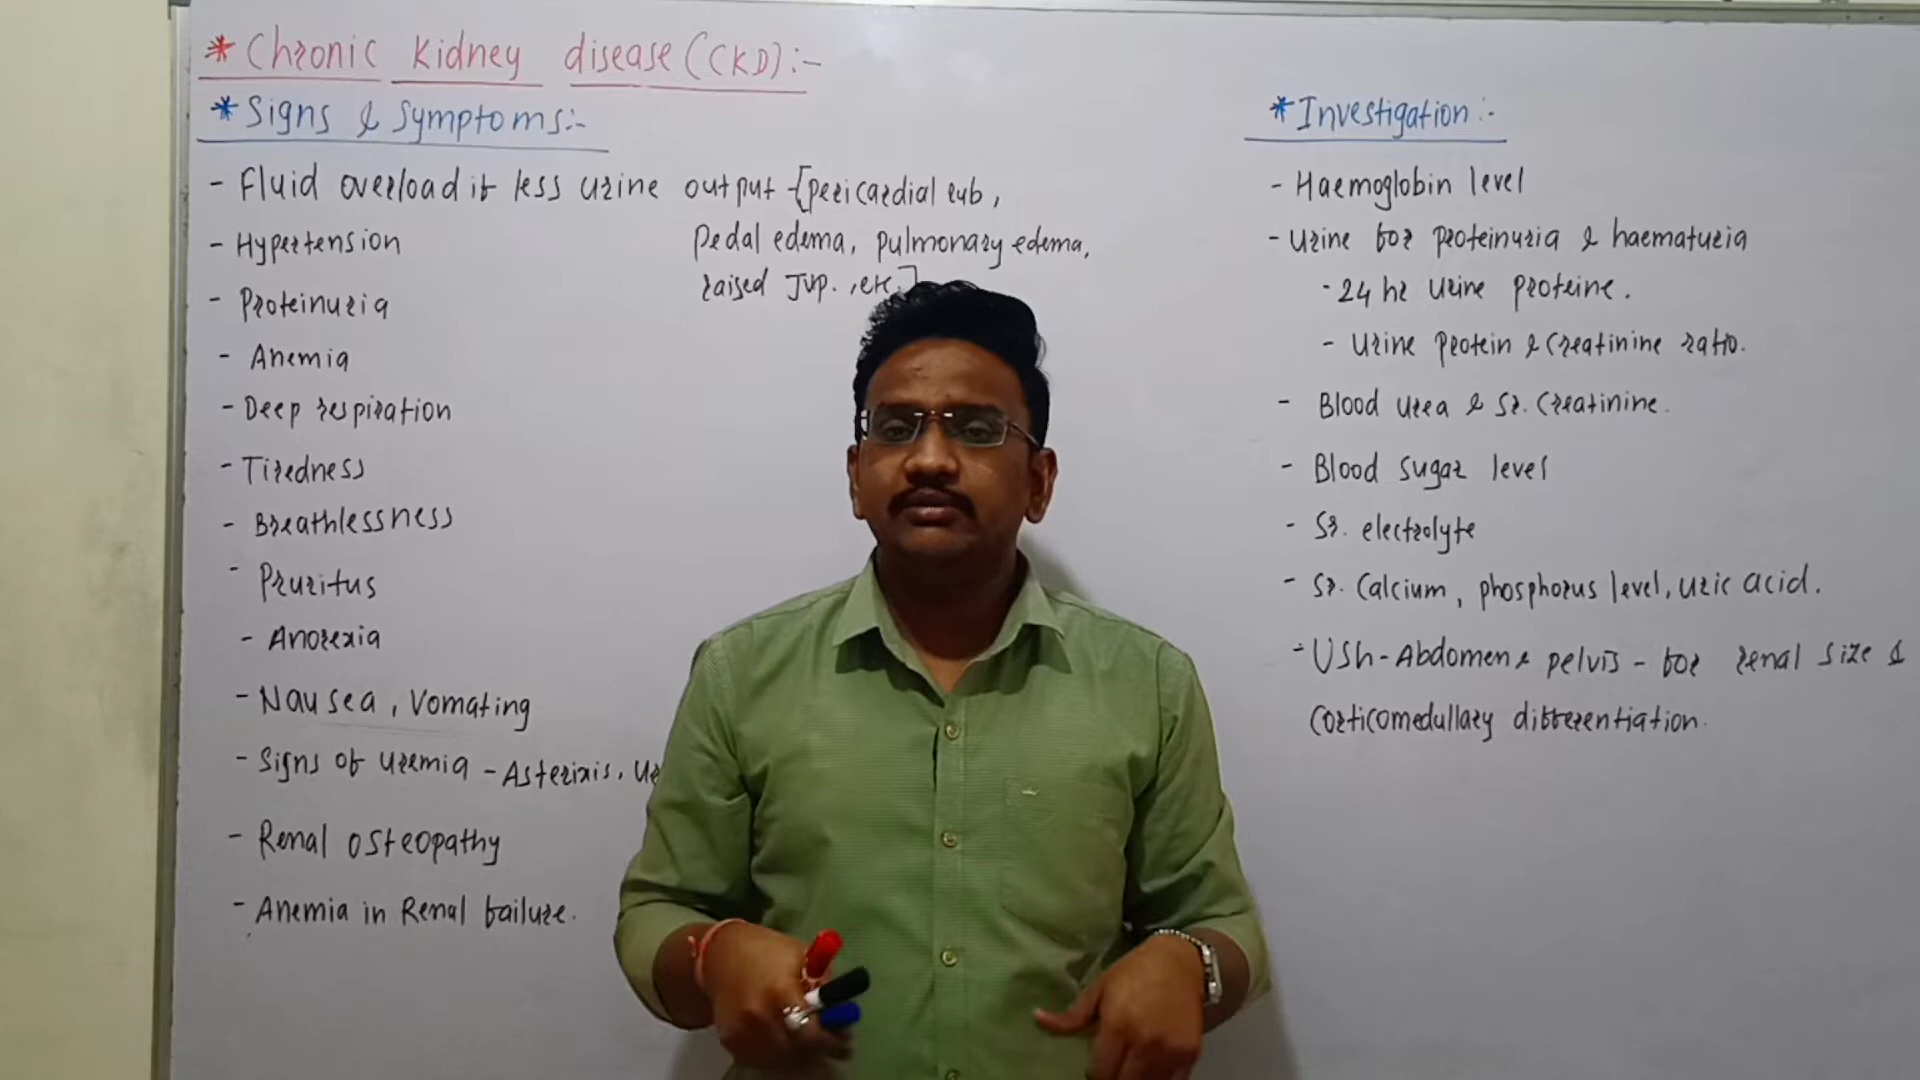 * Chronic kidney disease (CKD):-
* Signs & Symptoms:-
- Fluid overload if less urine output - [pericardial rub,
pedal edema, pulmonary edema,
raised JVP. , etc.]
- Hypertension
- Proteinuria
- Anemia
- Deep respiration
- Tiredness
- Breathlessness
- Pruritus
- Anorexia
- Nausea, Vomating
- Signs of uremia - Asterixis,
- Renal osteopathy
- Anemia in Renal failure.
* Investigation :-
- Haemoglobin level
- Urine for proteinuria & haematuria
- 24 hr urine proteine.
- Urine protein & creatinine ratio.
- Blood urea & Sr. Creatinine.
- Blood sugar level
- Sr. electrolyte
- Sr. Calcium, phosphorus level, uric acid.
- USG-Abdomen & pelvis - for renal size &
corticomedullary differentiation.